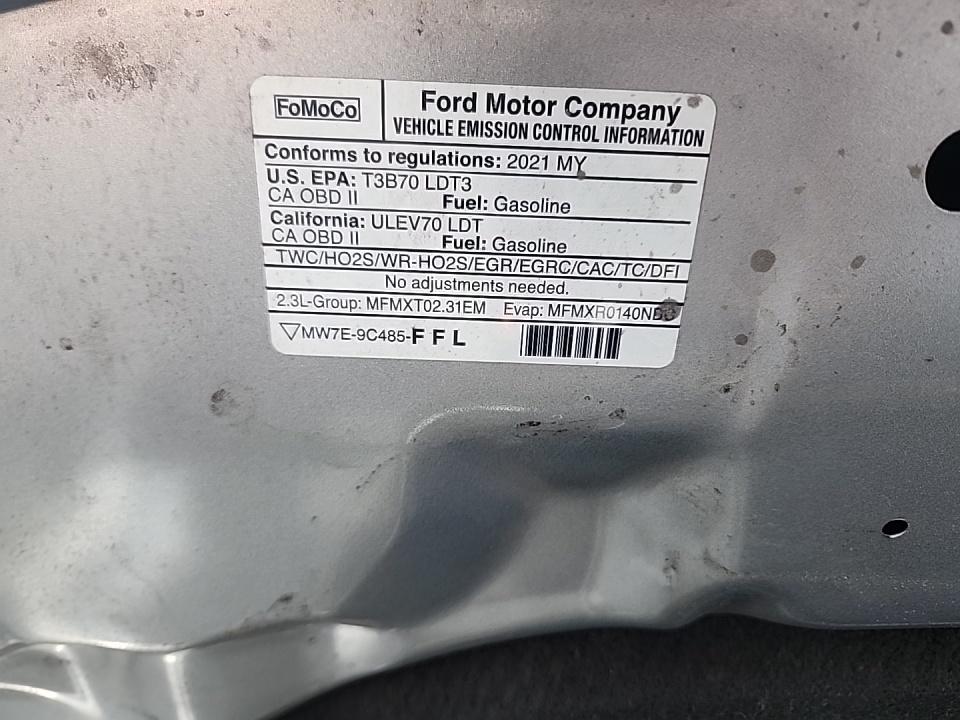 FoMoCo
Ford Motor Company
VEHICLE EMISSION CONTROL INFORMATION
Conforms to regulations: 2021 MY
U.S. EPA: T3B70 LDT3
CA OBD II Fuel: Gasoline
California: ULEV70 LDT
CA OBD II Fuel: Gasoline
TWC/HO2S/WR-HO2S/EGR/EGRC/CAC/TC/DFI
No adjustments needed.
2.3L-Group: MFMXT02.31EM Evap:
MW7E-9C485-F F L